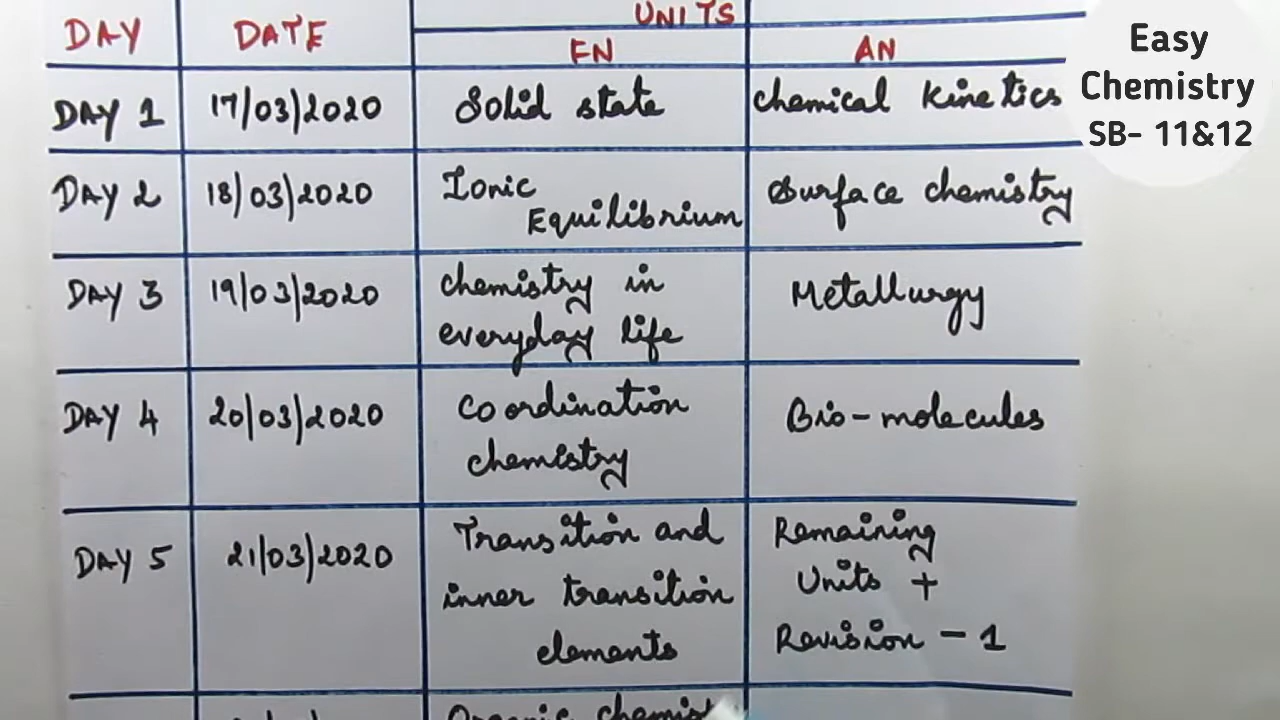 UNITS
DAY DATE FN AN
Easy
Chemistry
SB- 11&12
DAY 1 17/03/2020 Solid state Chemical Kinetics
DAY 2 18/03/2020 Ionic
Equilibrium Surface chemistry
DAY 3 19/03/2020 chemistry in
everyday life Metallurgy
DAY 4 20/03/2020 Coordination
chemistry Bio-molecules
DAY 5 21/03/2020 Transition and
inner transition
elements
Remaining
Units +
Revision - 1
Organic